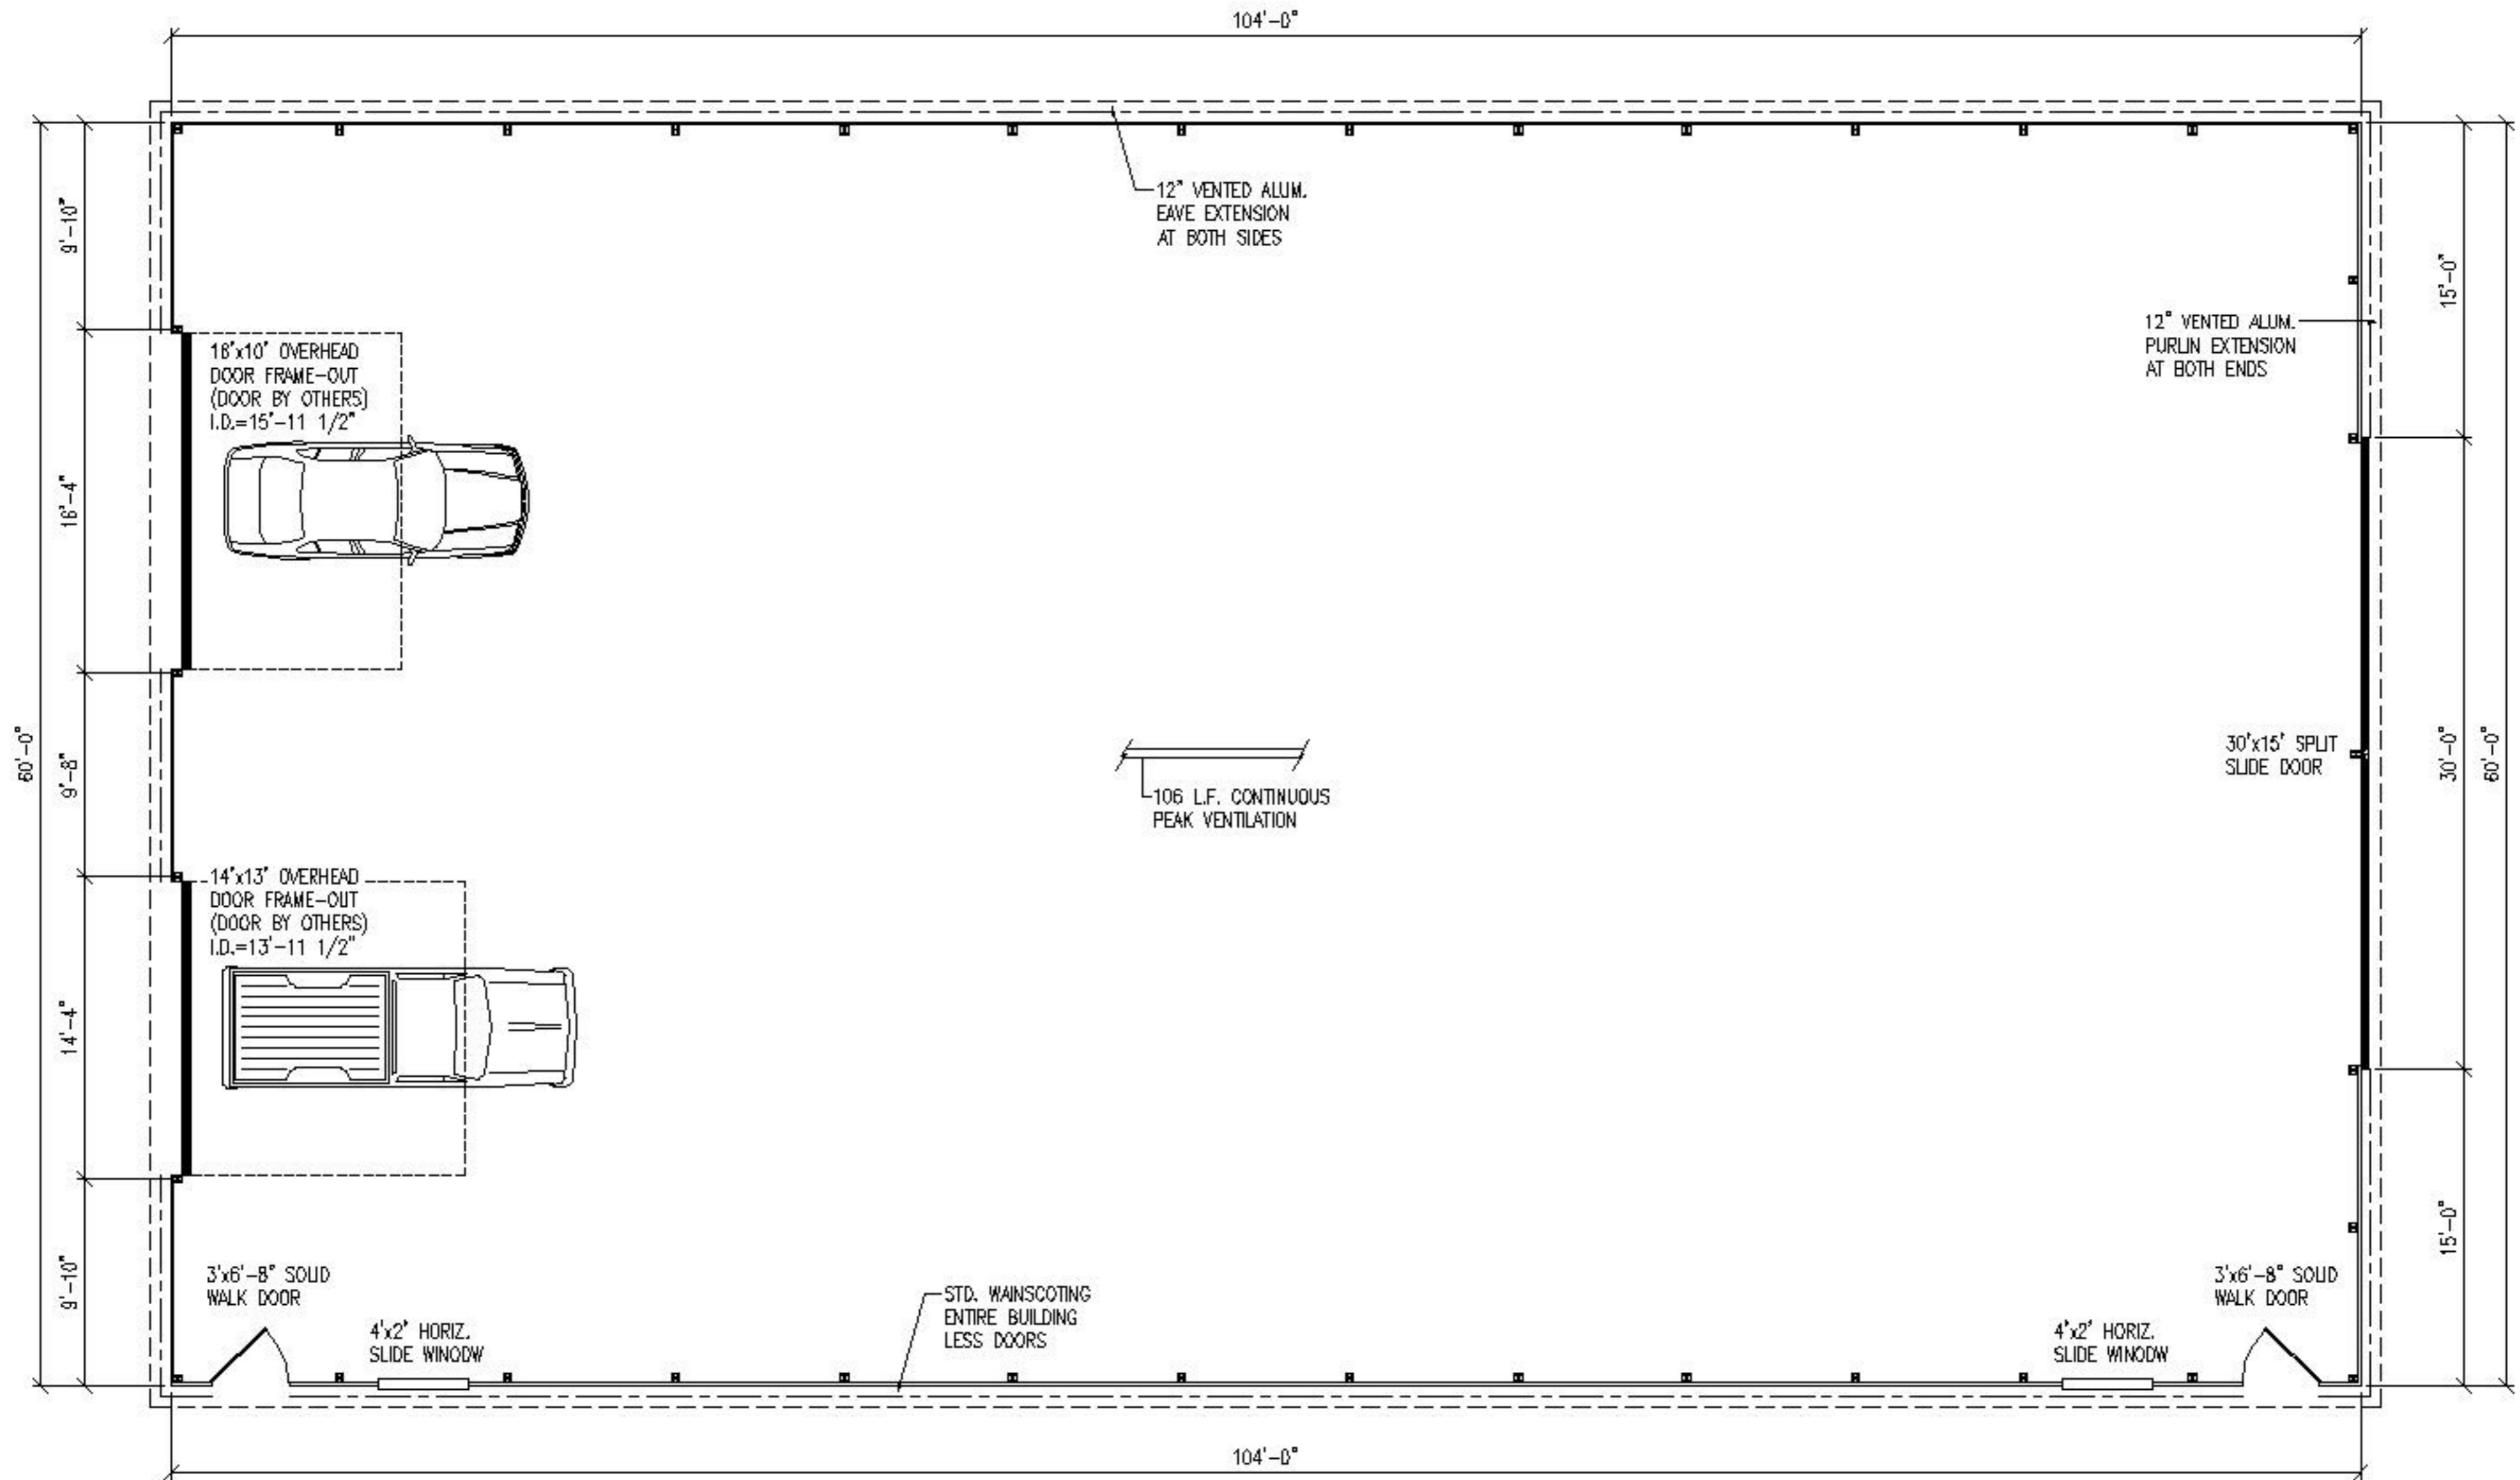 104'-0"
12" VENTED ALUM.
EAVE EXTENSION
AT BOTH SIDES
9'-10"
15'-0"
12" VENTED ALUM.
PURLIN EXTENSION
AT BOTH ENDS
16'x10' OVERHEAD
DOOR FRAME-OUT
(DOOR BY OTHERS)
I.D.=15'-11 1/2"
16'-4"
60'-0"
9'-8"
106 L.F. CONTINUOUS
PEAK VENTILATION
30'x15' SPLIT
SLIDE DOOR
30'-0"
60'-0"
14'x13' OVERHEAD
DOOR FRAME-OUT
(DOOR BY OTHERS)
I.D.=13'-11 1/2"
14'-4"
9'-10"
3'x6'-8" SOLID
WALK DOOR
4'x2' HORIZ.
SLIDE WINODW
STD. WAINSCOTING
ENTIRE BUILDING
LESS DOORS
4'x2' HORIZ.
SLIDE WINODW
3'x6'-8" SOLID
WALK DOOR
15'-0"
104'-0"